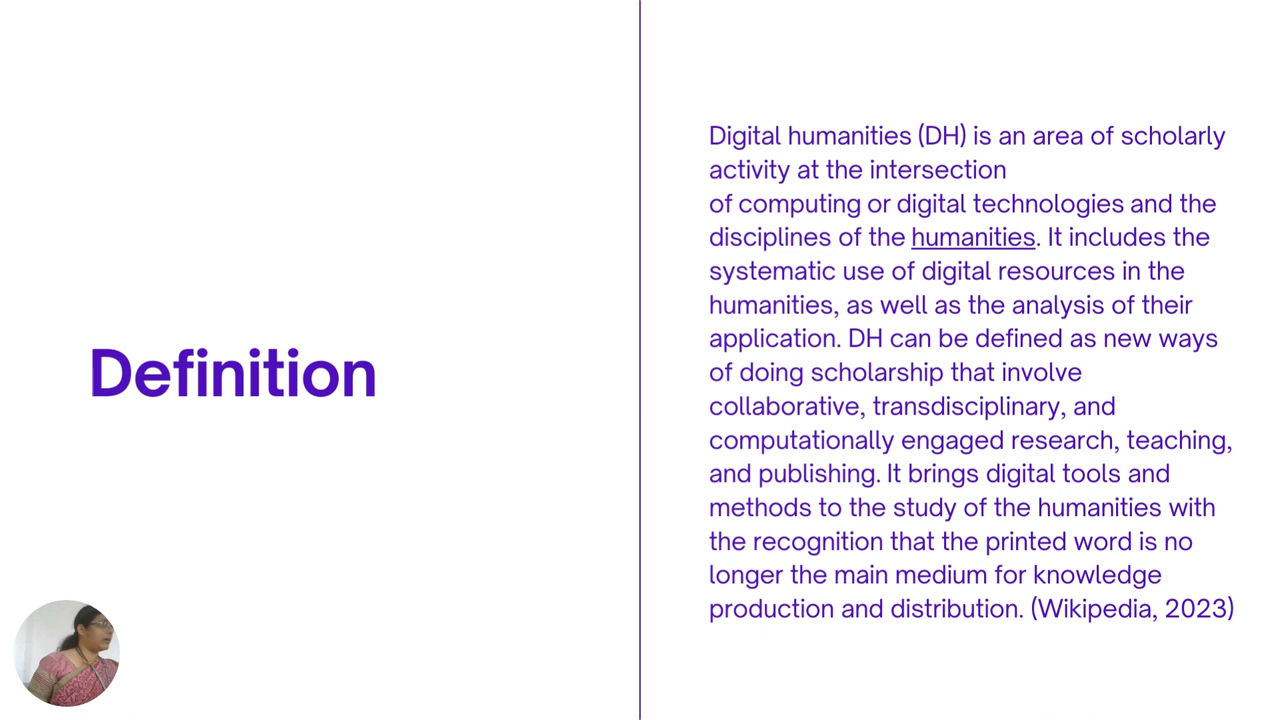 Definition
Digital humanities (DH) is an area of scholarly
activity at the intersection
of computing or digital technologies and the
disciplines of the humanities. It includes the
systematic use of digital resources in the
humanities, as well as the analysis of their
application. DH can be defined as new ways
of doing scholarship that involve
collaborative, transdisciplinary, and
computationally engaged research, teaching,
and publishing. It brings digital tools and
methods to the study of the humanities with
the recognition that the printed word is no
longer the main medium for knowledge
production and distribution. (Wikipedia, 2023)